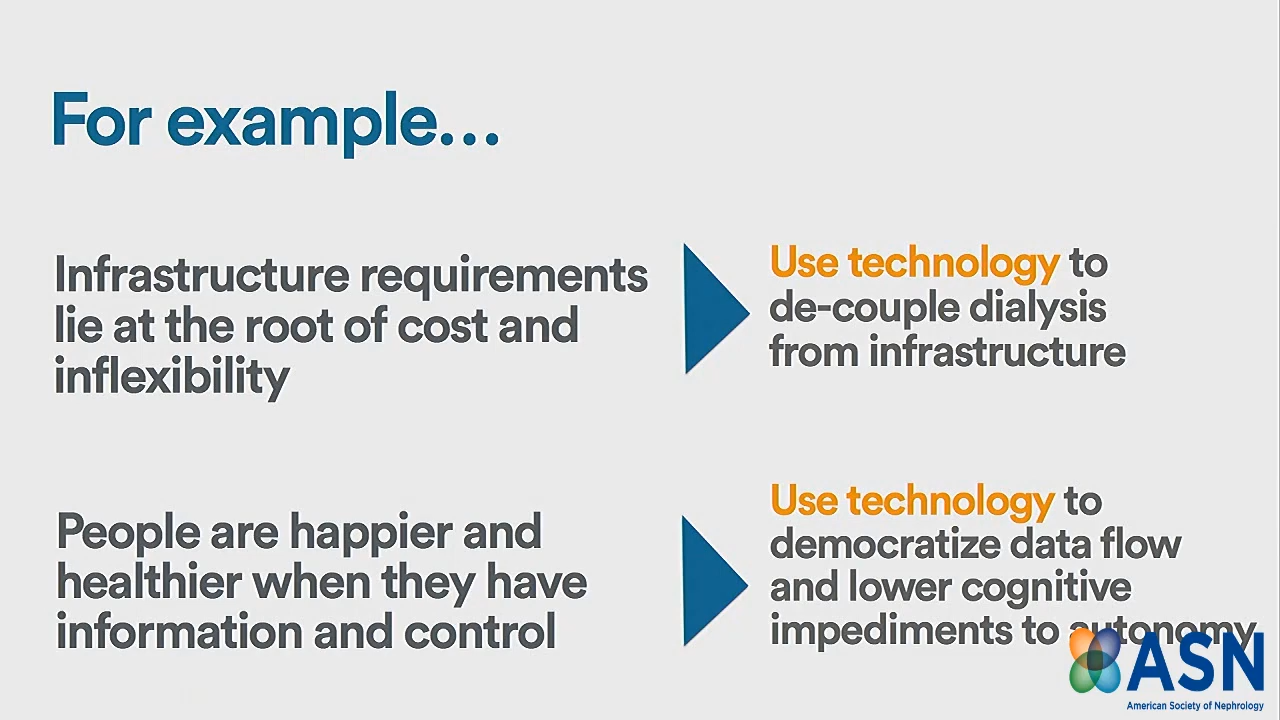 For example...
Infrastructure requirements
lie at the root of cost and
inflexibility
Use technology to
de-couple dialysis
from infrastructure
People are happier and
healthier when they have
information and control
Use technology to
democratize data flow
and lower cognitive
impediments to autonomy
ASN
American Society of Nephrology